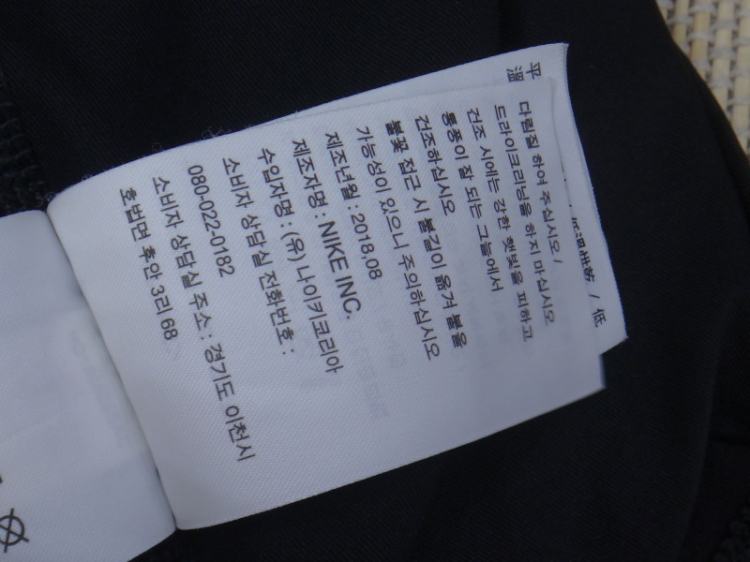 다림질 하여 주십시오 /
드라이크리닝을 하지 마십시오
건조 시에는 강한 햇빛을 피하고
통풍이 잘 되는 그늘에서
건조하십시오
불꽃 접근 시 불길이 옮겨 붙을
가능성이 있으니 주의하십시오
제조년월 : 2018.08
제조자명 : NIKE INC.
수입자명 : (유) 나이키코리아
소비자 상담실 전화번호 :
080-022-0182
소비자 상담실 주소 : 경기도 이천시
호법면 후안 3리 68
平
溫
低溫烘乾 / 低